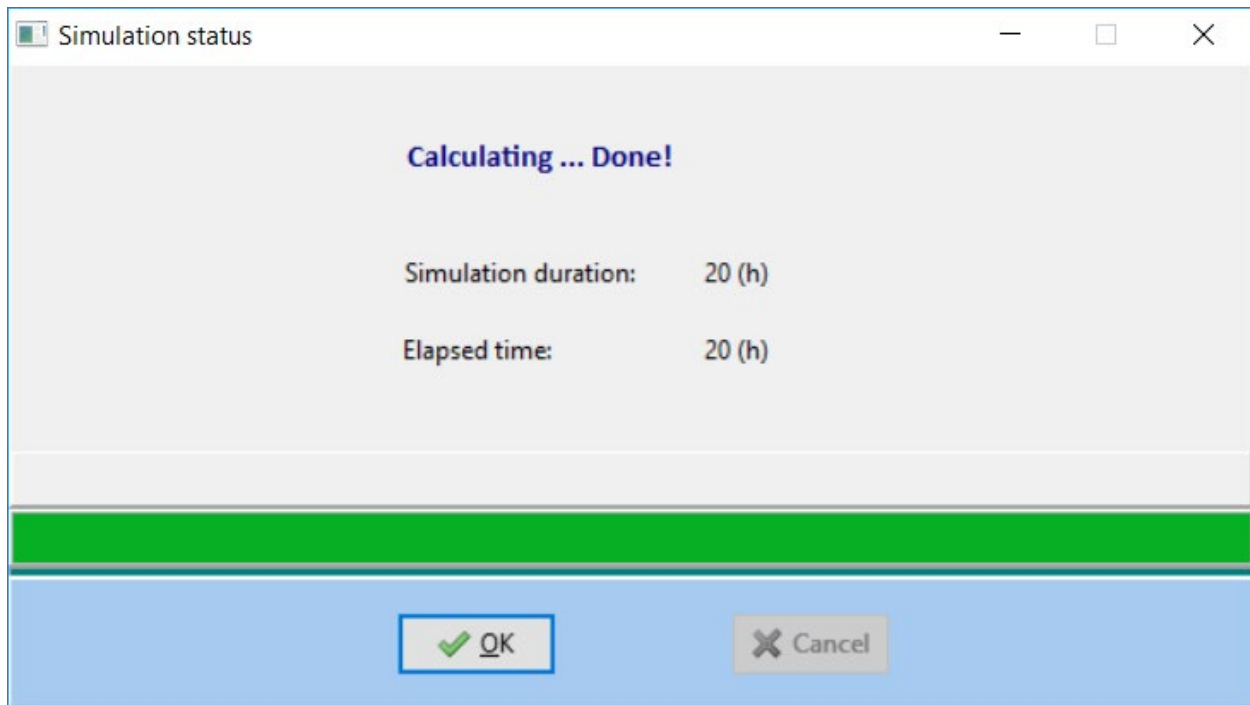 Simulation status
Calculating ... Done!
Simulation duration: 20 (h)
Elapsed time: 20 (h)
OK Cancel